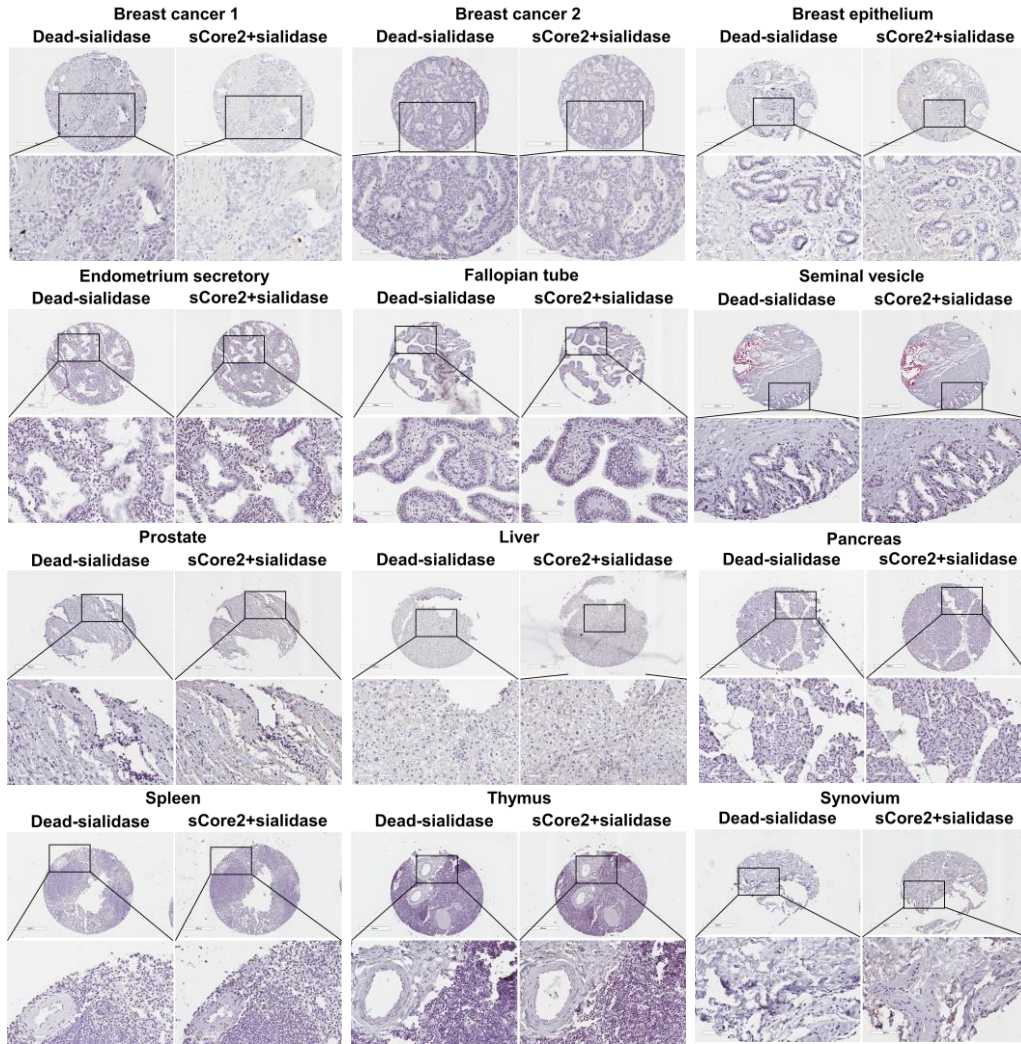 Breast cancer 1 Breast cancer 2 Breast epithelium
Dead-sialidase sCore2+sialidase Dead-sialidase sCore2+sialidase Dead-sialidase sCore2+sialidase
Endometrium secretory Fallopian tube Seminal vesicle
Dead-sialidase sCore2+sialidase Dead-sialidase sCore2+sialidase Dead-sialidase sCore2+sialidase
Prostate Liver Pancreas
Dead-sialidase sCore2+sialidase Dead-sialidase sCore2+sialidase Dead-sialidase sCore2+sialidase
Spleen Thymus Synovium
Dead-sialidase sCore2+sialidase Dead-sialidase sCore2+sialidase Dead-sialidase sCore2+sialidase